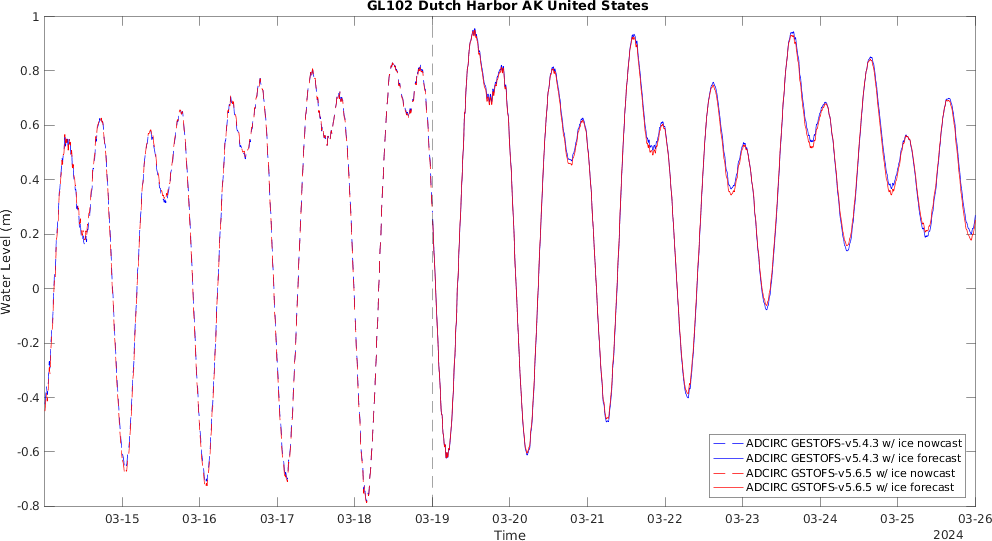 GL102 Dutch Harbor AK United States
Water Level (m)
1
0.8
0.6
0.4
0.2
0
-0.2
-0.4
-0.6
-0.8
ADCIRC GESTOFS-v5.4.3 w/ ice nowcast
ADCIRC GESTOFS-v5.4.3 w/ ice forecast
ADCIRC GSTOFS-v5.6.5 w/ ice nowcast
ADCIRC GSTOFS-v5.6.5 w/ ice forecast
03-15 03-16 03-17 03-18 03-19 03-20 03-21 03-22 03-23 03-24 03-25 03-26
Time
2024